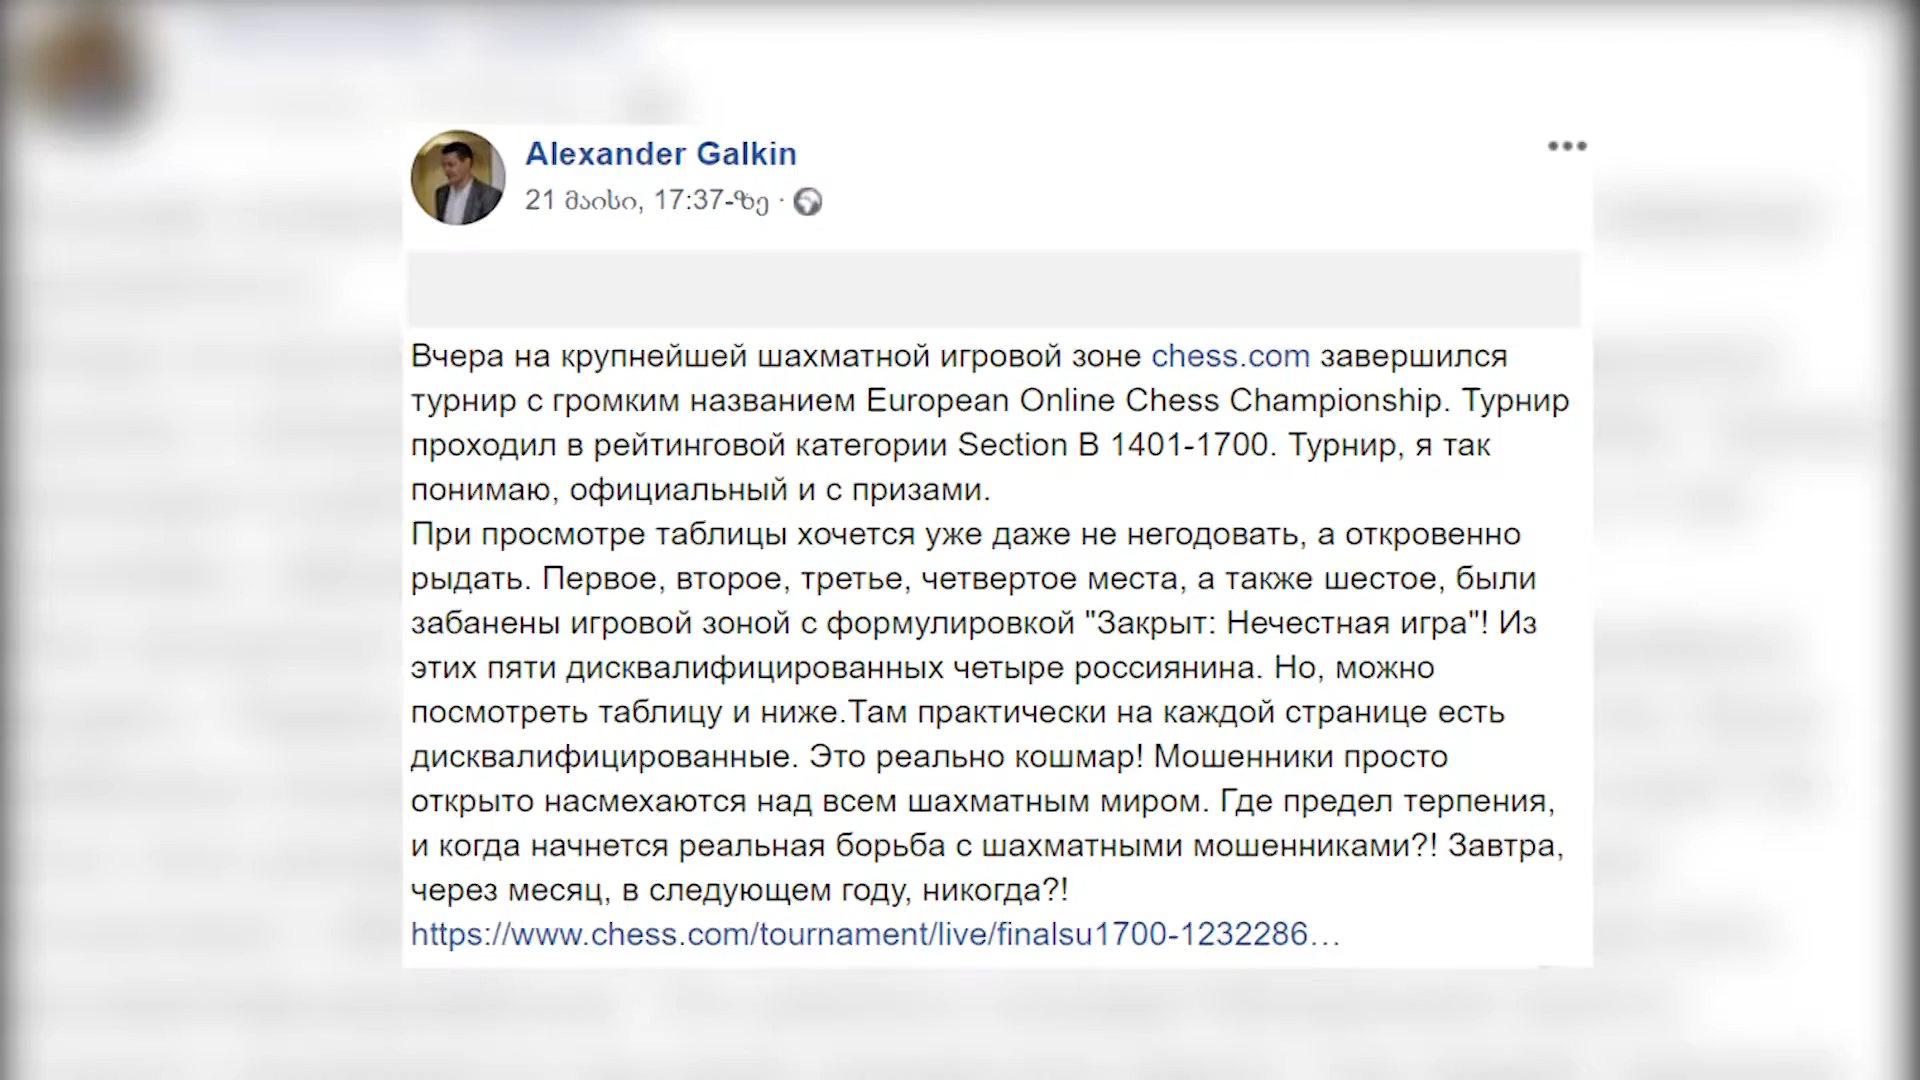 Alexander Galkin
21 მაისი, 17:37-ზე ·
Вчера на крупнейшей шахматной игровой зоне chess.com завершился
турнир с громким названием European Online Chess Championship. Турнир
проходил в рейтинговой категории Section B 1401-1700. Турнир, я так
понимаю, официальный и с призами.
При просмотре таблицы хочется уже даже не негодовать, а откровенно
рыдать. Первое, второе, третье, четвертое места, а также шестое, были
забанены игровой зоной с формулировкой "Закрыт: Нечестная игра"! Из
этих пяти дисквалифицированных четыре россиянина. Но, можно
посмотреть таблицу и ниже.Там практически на каждой странице есть
дисквалифицированные. Это реально кошмар! Мошенники просто
открыто насмехаются над всем шахматным миром. Где предел терпения,
и когда начнется реальная борьба с шахматными мошенниками?! Завтра,
через месяц, в следующем году, никогда?!
https://www.chess.com/tournament/live/finalsu1700-1232286…